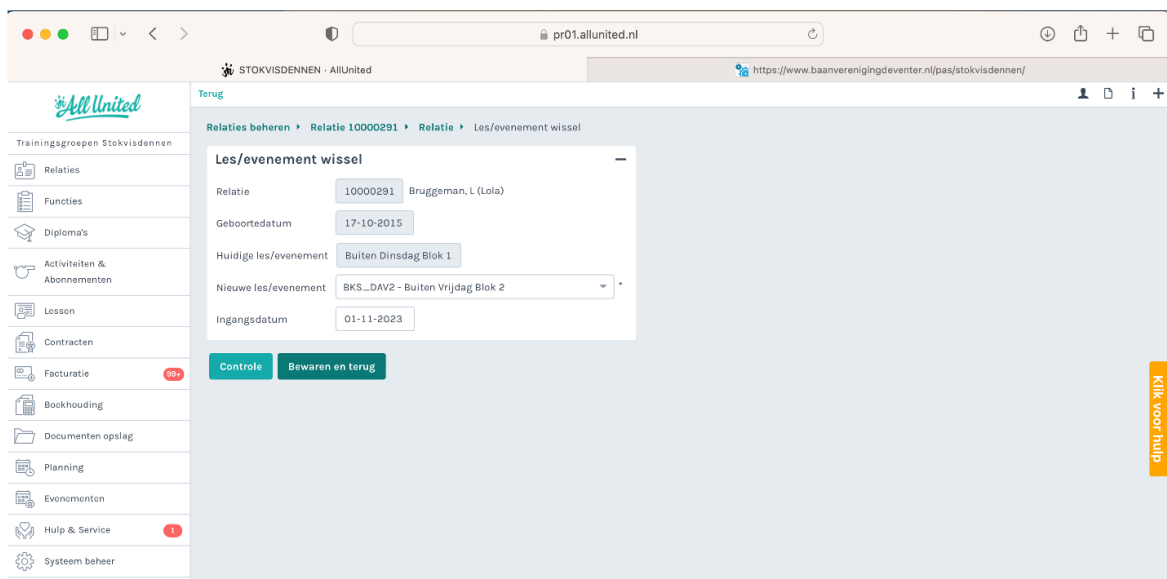 pr01.allunited.nl
STOKVISDENNEN - AllUnited
https://www.baanverenigingdeventer.nl/pas/stokvisdennen/
All United
Terug
Trainingsgroepen Stokvisdennen
Relaties beheren Relatie 10000291 Relatie Les/evenement wissel
Les/evenement wissel
Relatie 10000291 Bruggeman, L (Lola)
Geboortedatum 17-10-2015
Huidige les/evenement Buiten Dinsdag Blok 1
Nieuwe les/evenement BKS_DAV2 - Buiten Vrijdag Blok 2 *
Ingangsdatum 01-11-2023
Controle Bewaren en terug
Relaties
Functies
Diploma's
Activiteiten &
Abonnementen
Lessen
Contracten
Facturatie 99+
Boekhouding
Documenten opslag
Planning
Evenementen
Hulp & Service 1
Systeem beheer
Klik voor hulp